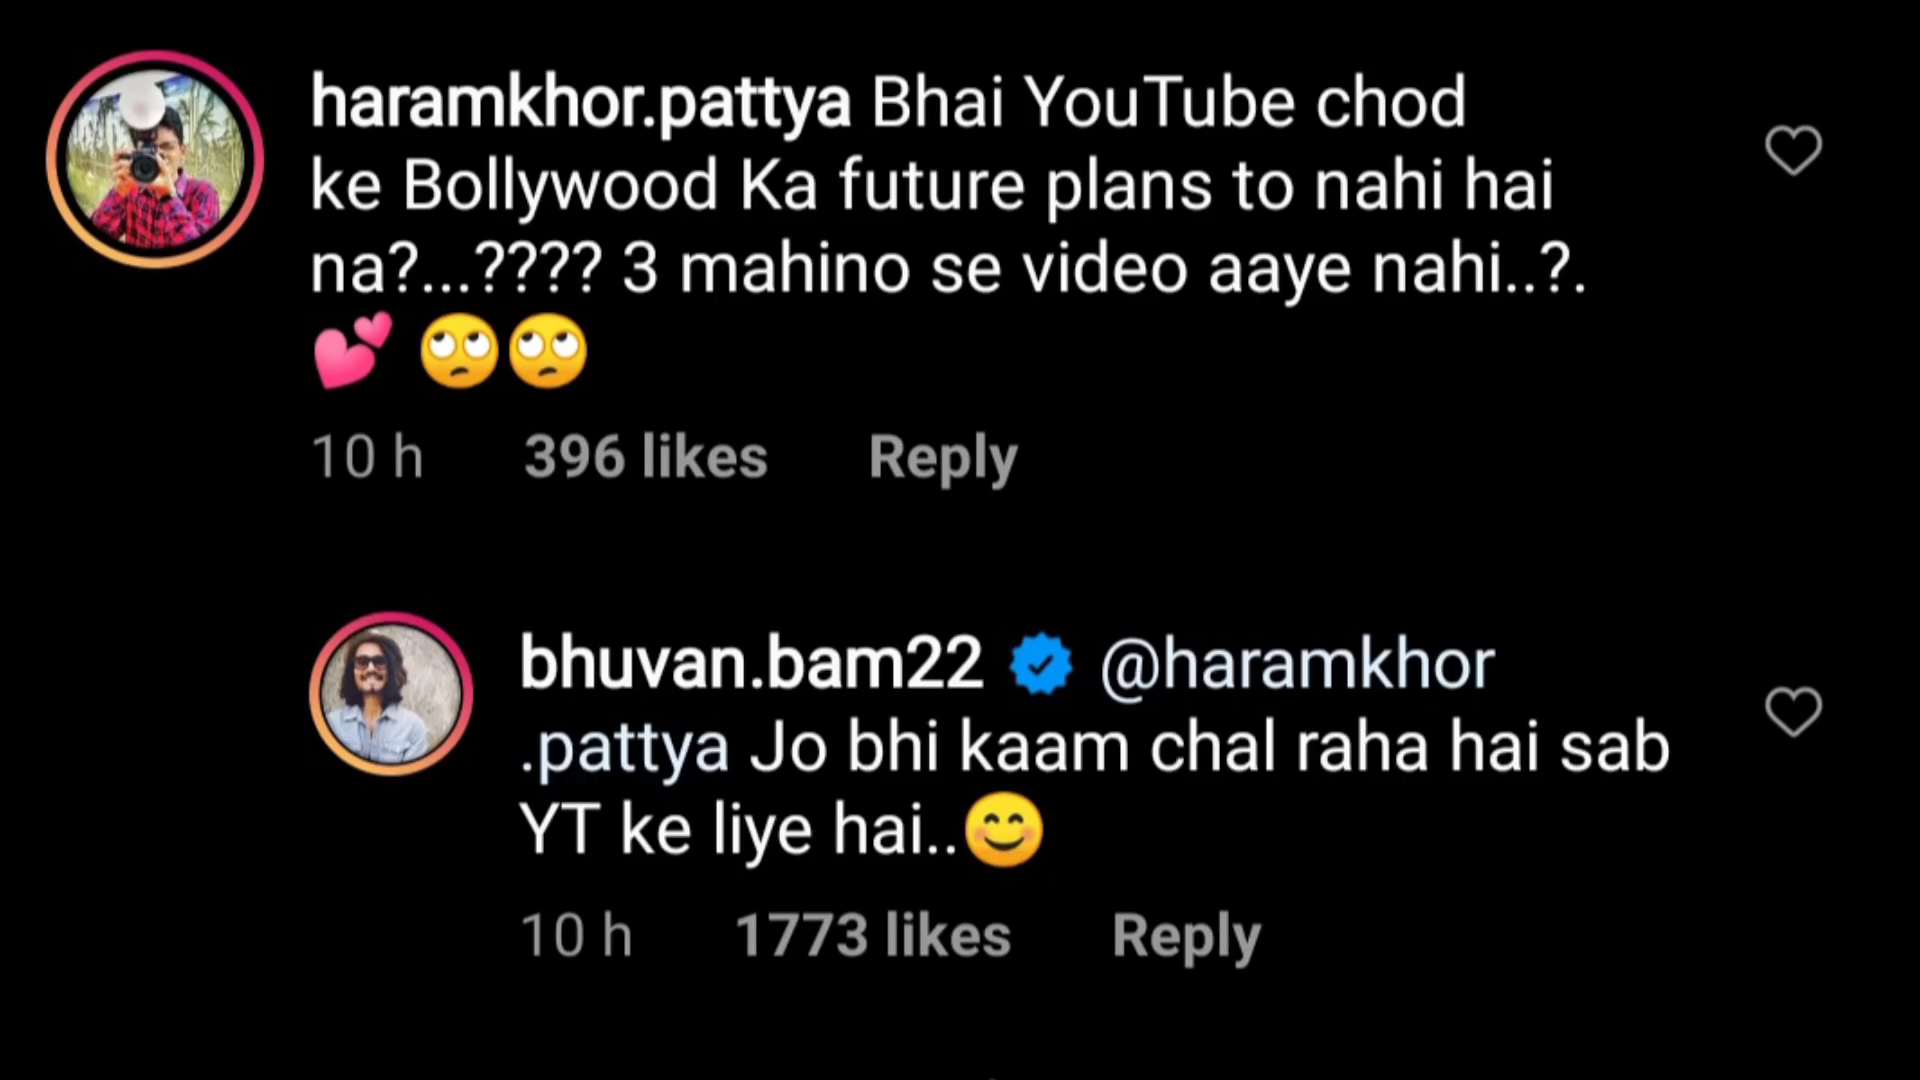 haramkhor.pattya Bhai YouTube chod
ke Bollywood Ka future plans to nahi hai
na?...???? 3 mahino se video aaye nahi..?.
💕 🙄🙄
10 h 396 likes Reply
bhuvan.bam22 @haramkhor
.pattya Jo bhi kaam chal raha hai sab
YT ke liye hai..😊
10 h 1773 likes Reply